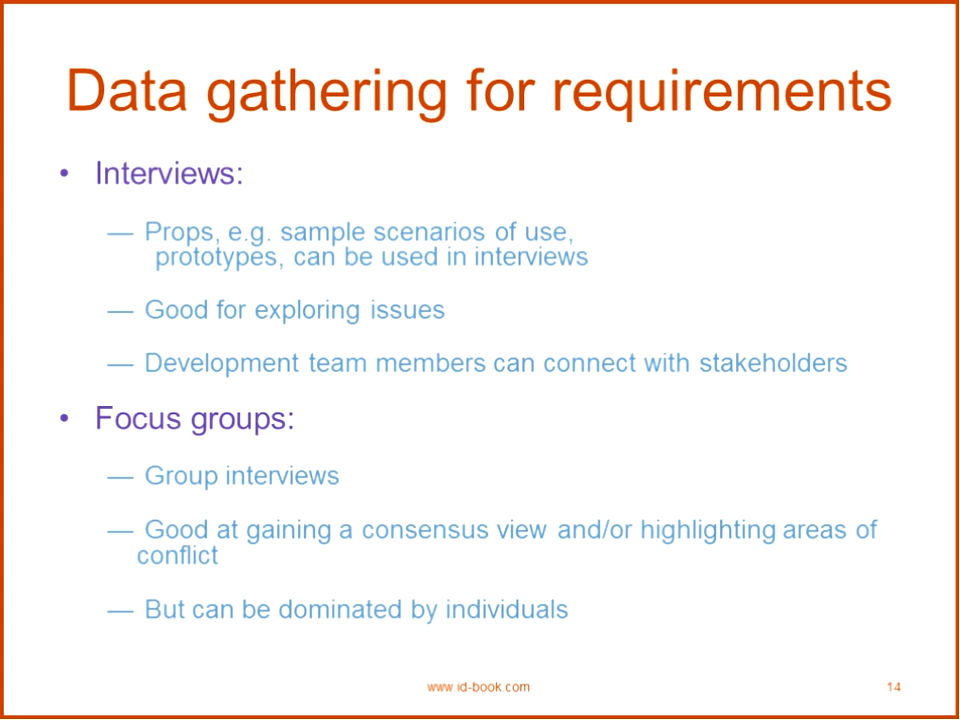 Data gathering for requirements
• Interviews:
— Props, e.g. sample scenarios of use,
prototypes, can be used in interviews
— Good for exploring issues
— Development team members can connect with stakeholders
• Focus groups:
— Group interviews
— Good at gaining a consensus view and/or highlighting areas of
conflict
— But can be dominated by individuals
www.id-book.com
14